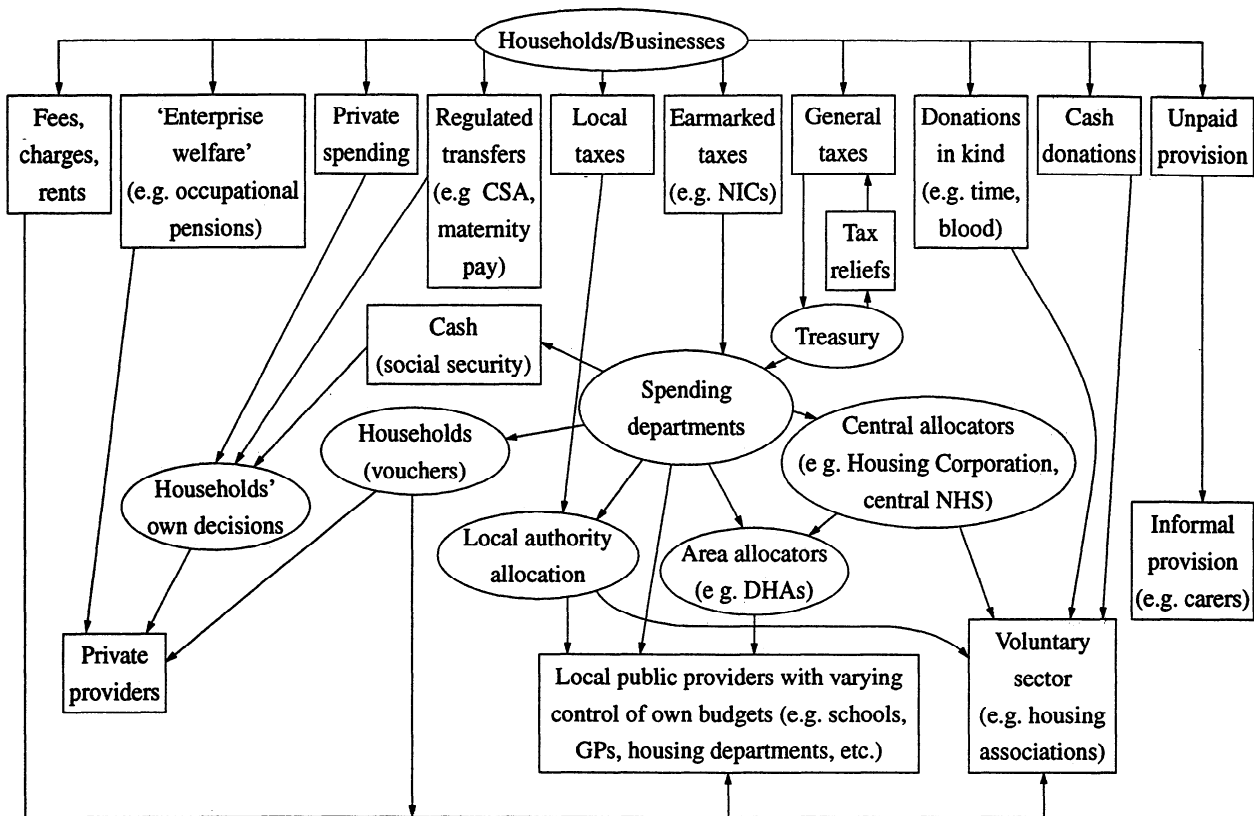 Households/Businesses
Fees,
charges,
rents
‘Enterprise
welfare’
(e.g. occupational
pensions)
Private
spending
Regulated
transfers
(e.g CSA,
maternity
pay)
Local
taxes
Earmarked
taxes
(e.g. NICs)
General
taxes
Donations
in kind
(e.g. time,
blood)
Cash
donations
Unpaid
provision
Tax
reliefs
Treasury
Cash
(social security)
Spending
departments
Households
(vouchers)
Central allocators
(e g. Housing Corporation,
central NHS)
Households’
own decisions
Local authority
allocation
Area allocators
(e g. DHAs)
Informal
provision
(e.g. carers)
Private
providers
Local public providers with varying
control of own budgets (e.g. schools,
GPs, housing departments, etc.)
Voluntary
sector
(e.g. housing
associations)